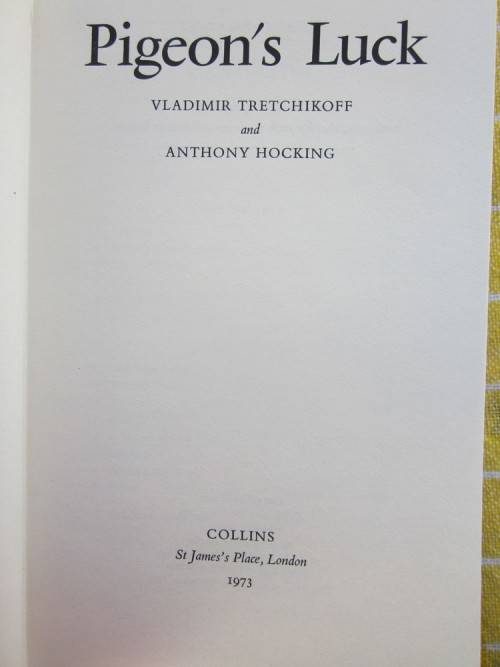 Pigeon's Luck
VLADIMIR TRETCHIKOFF
and
ANTHONY HOCKING
COLLINS
St James's Place, London
1973